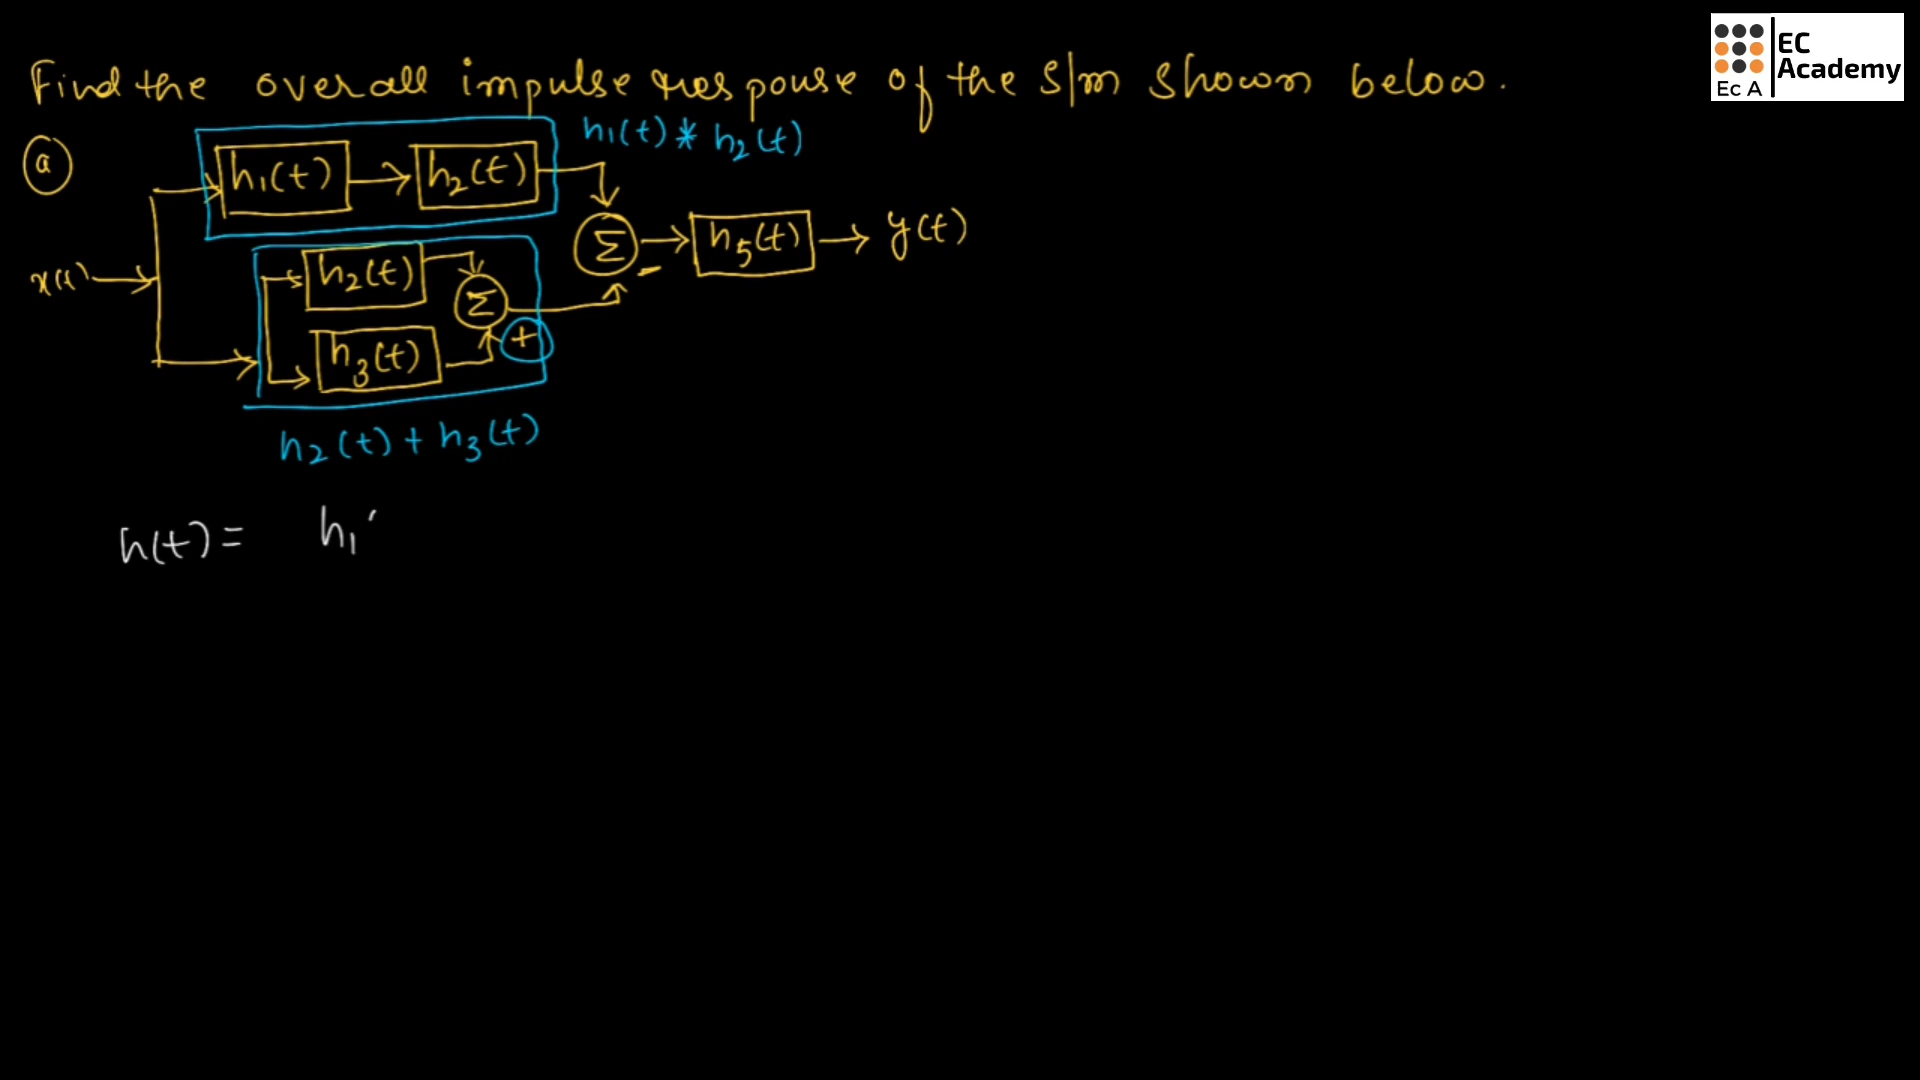 Find the overall impulse response of the S/m shown below.
EC
Academy
Ec A
a
h₁(t) h₂(t)
h₁(t) * h₂(t)
x(t)
h₂(t)
Σ
+
h₃(t)
Σ
-
h₅(t)
y(t)
h₂(t) + h₃(t)
h(t) = h₁